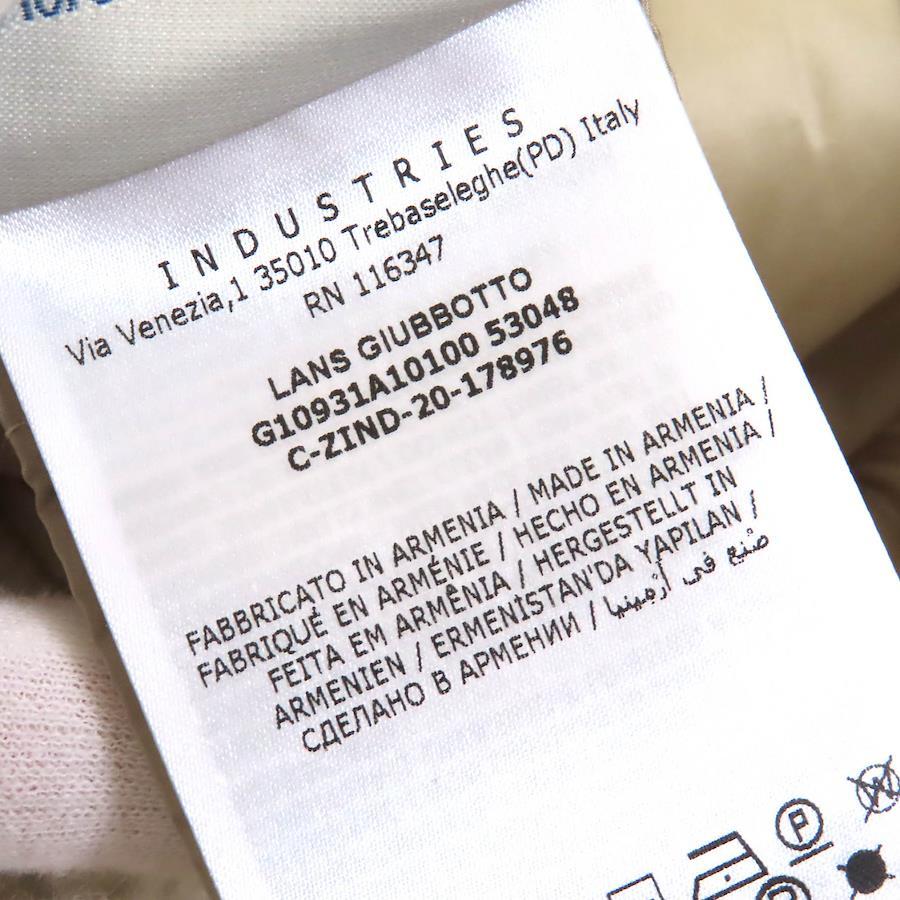 INDUSTRIES
Via Venezia,1 35010 Trebaseleghe(PD) Italy
RN 116347
LANS GIUBBOTTO
G10931A10100 53048
C-ZIND-20-178976
FABBRICATO IN ARMENIA / MADE IN ARMENIA /
FABRIQUÉ EN ARMÉNIE / HECHO EN ARMENIA /
FEITA EM ARMÊNIA / HERGESTELLT IN
ARMENIEN / ERMENISTAN'DA YAPILAN /
СДЕЛАНО В АРМЕНИИ / صُنع في أرمينيا
P
W
P